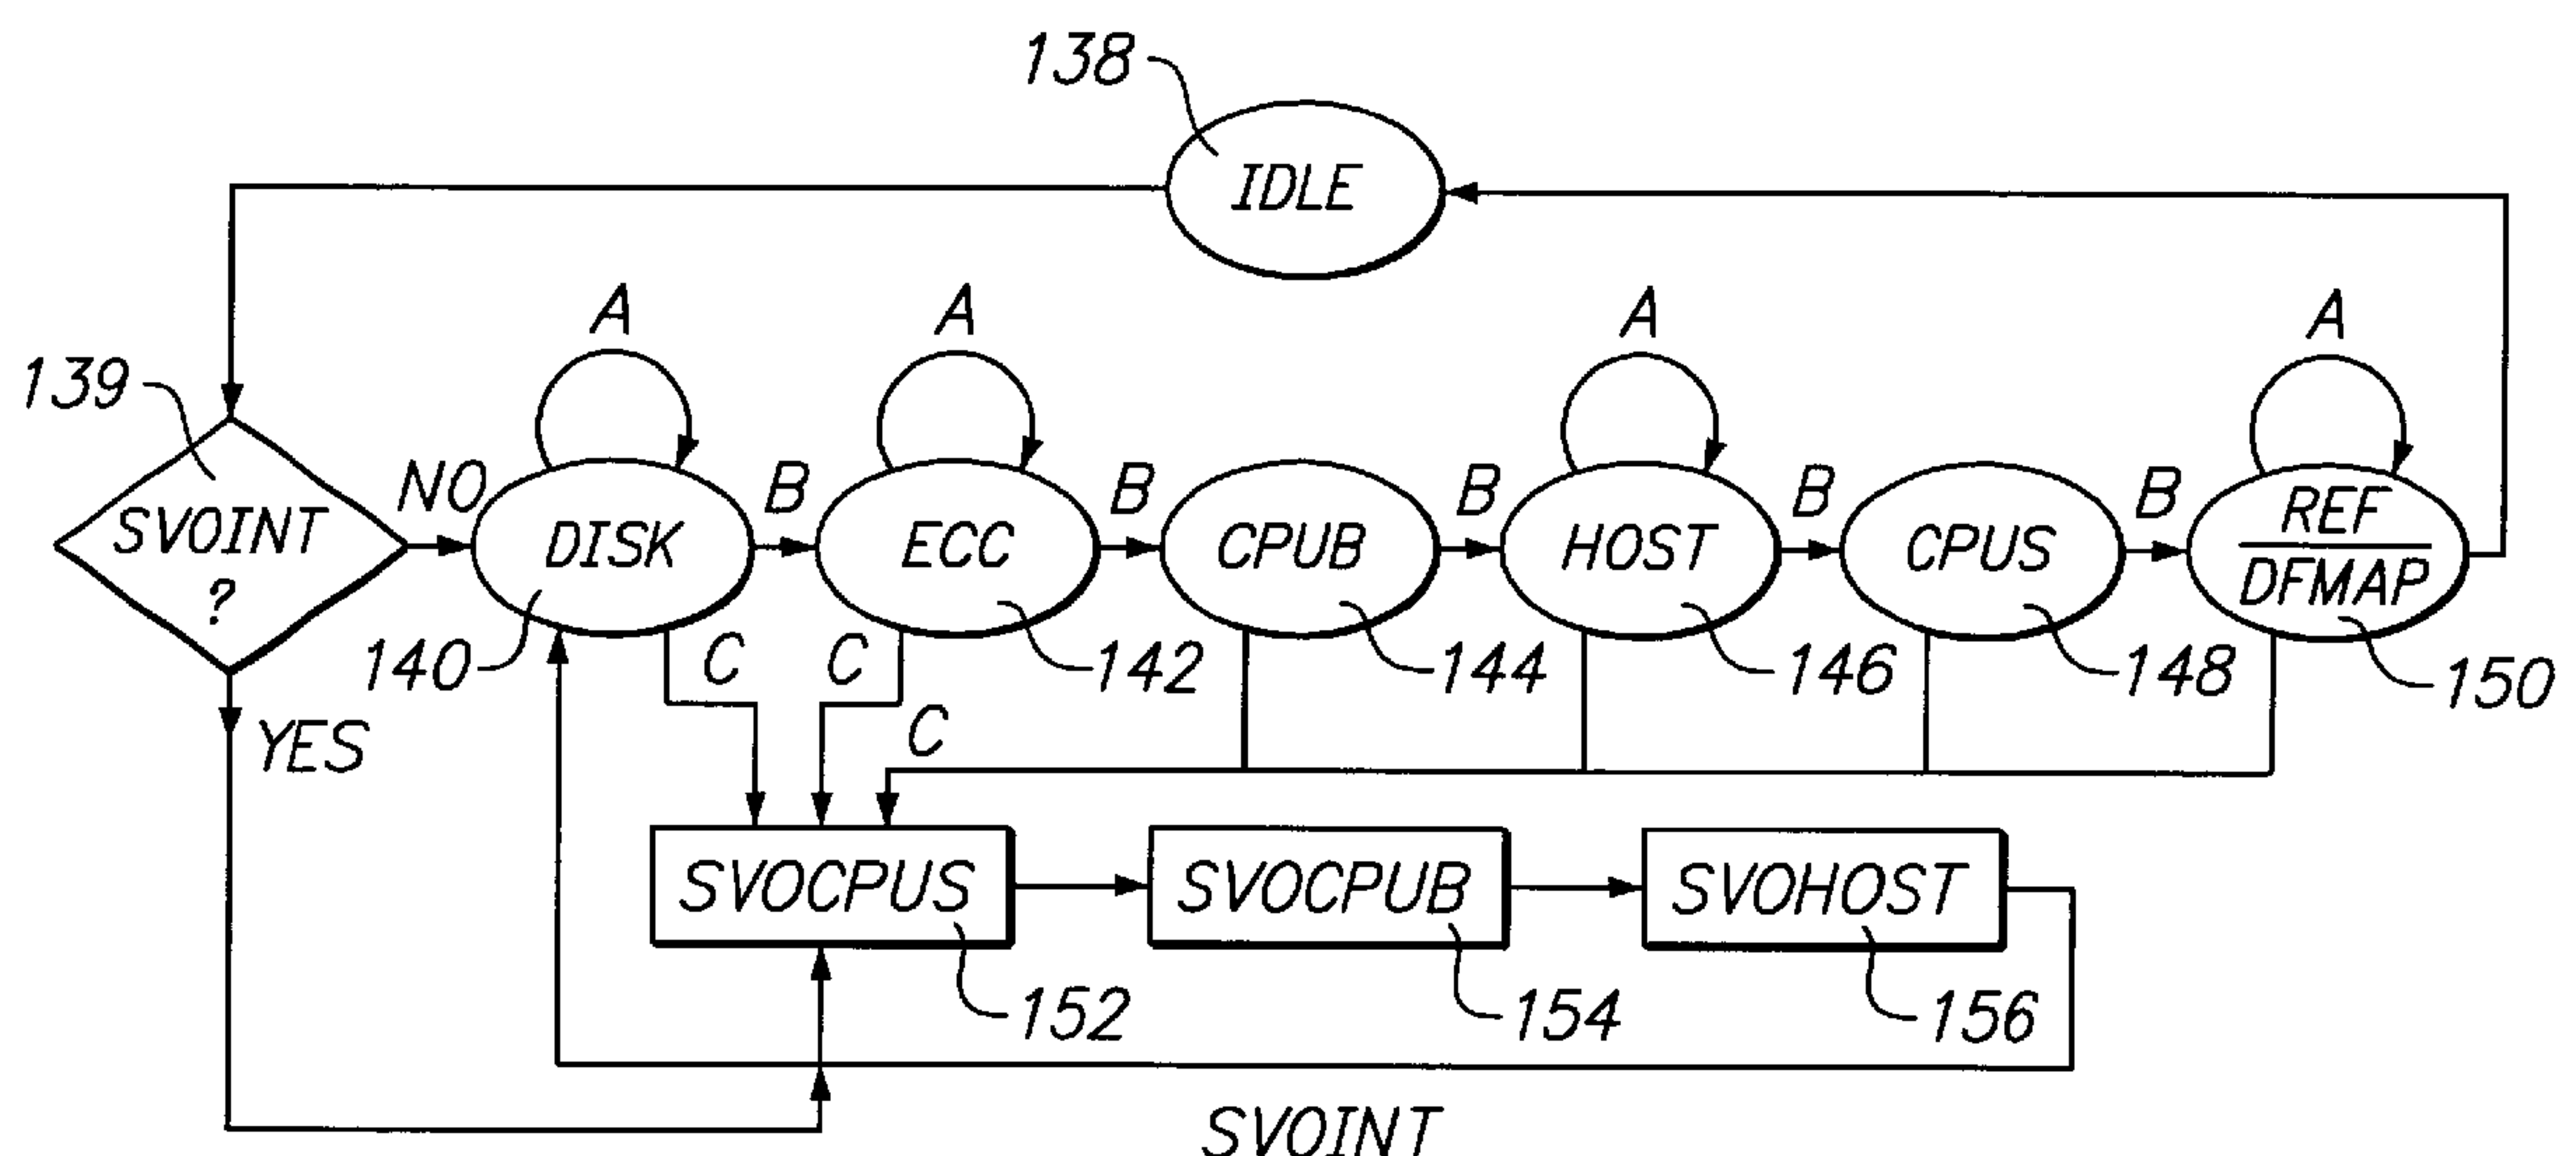 138
IDLE
A
A
A
A
139
SVOINT
?
NO
DISK
B
ECC
B
CPUB
B
HOST
B
CPUS
B
REF
DFMAP
140
C
C
142
144
146
148
150
YES
C
SVOCPUS
SVOCPUB
SVOHOST
152
154
156
SVOINT